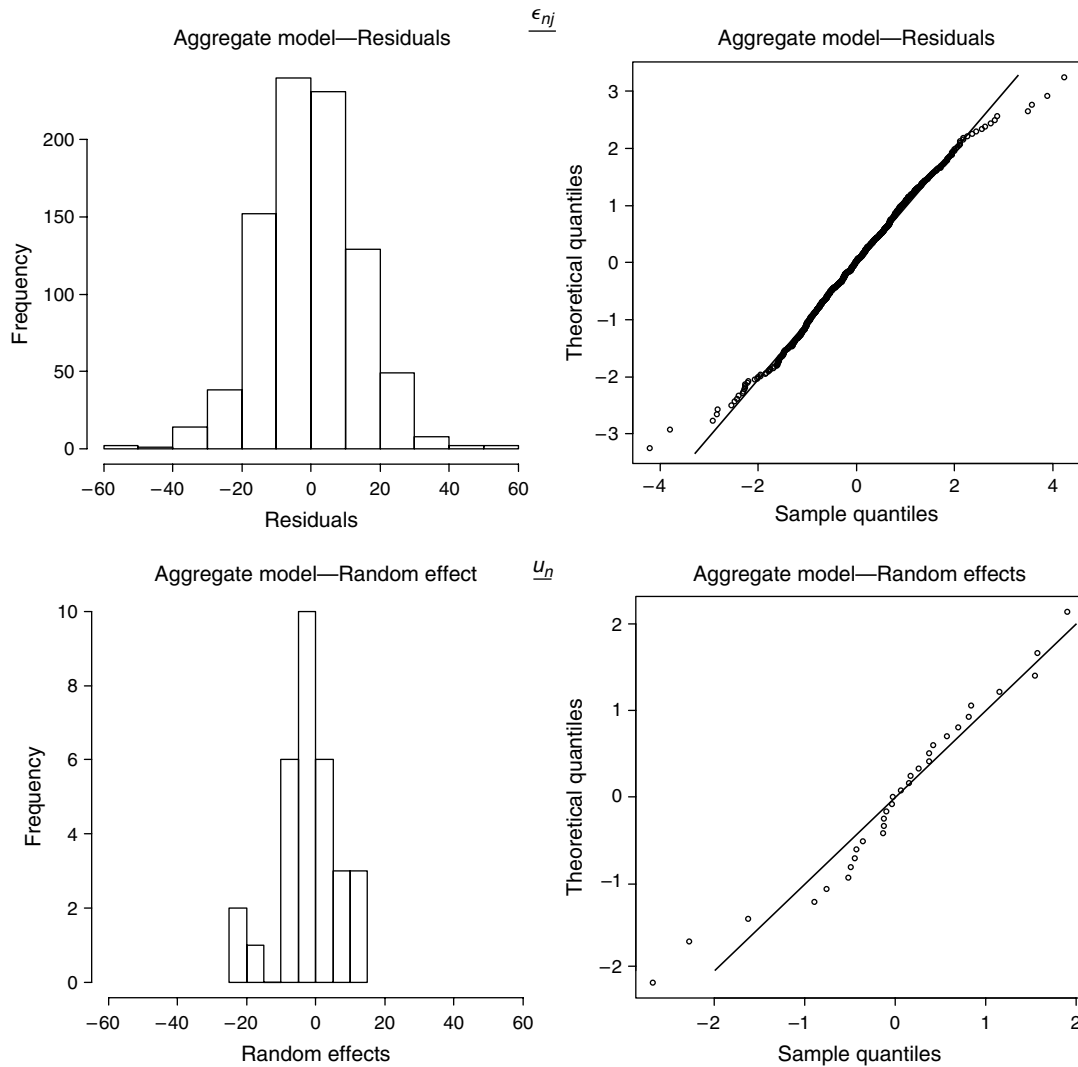 ϵnj
Aggregate model—Residuals
Frequency
200
150
100
50
0
−60 −40 −20 0 20 40 60
Residuals
Aggregate model—Residuals
Theoretical quantiles
3
2
1
0
−1
−2
−3
−4 −2 0 2 4
Sample quantiles
un
Aggregate model—Random effect
Frequency
10
8
6
4
2
0
−60 −40 −20 0 20 40 60
Random effects
Aggregate model—Random effects
Theoretical quantiles
2
1
0
−1
−2
−2 −1 0 1 2
Sample quantiles